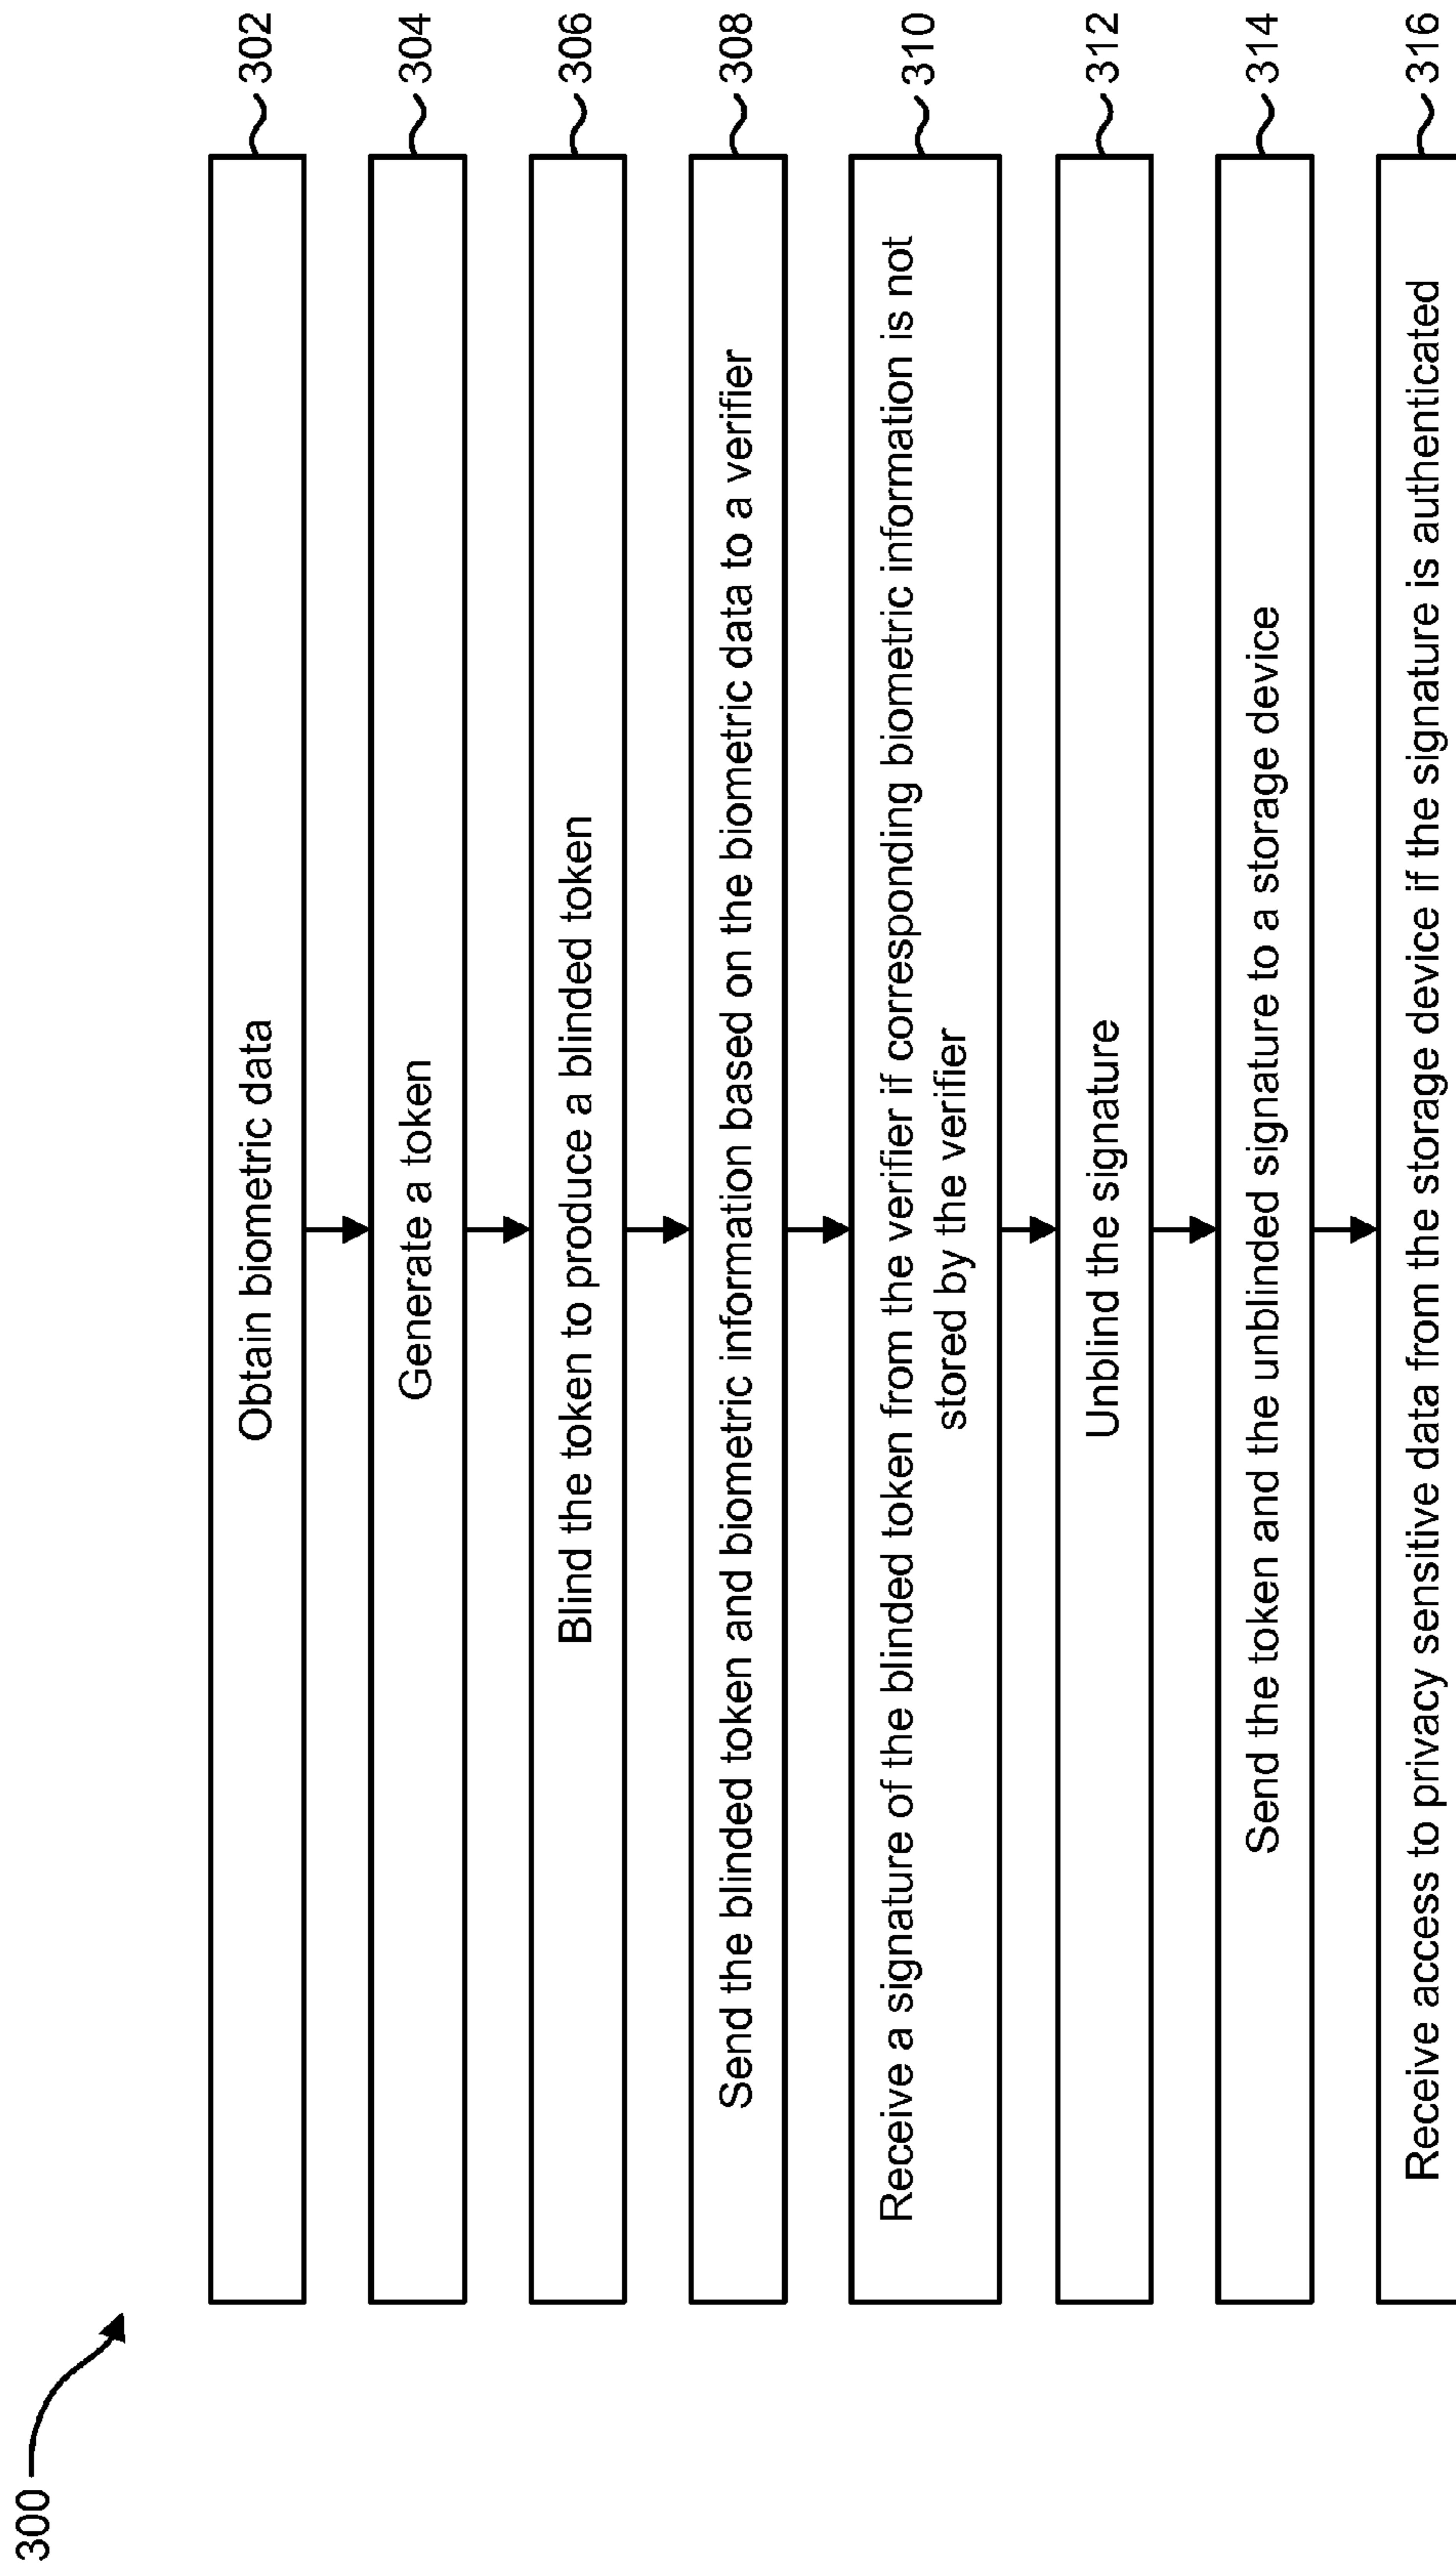 300
Obtain biometric data
302
Generate a token
304
Blind the token to produce a blinded token
306
Send the blinded token and biometric information based on the biometric data to a verifier
308
Receive a signature of the blinded token from the verifier if corresponding biometric information is not
stored by the verifier
310
Unblind the signature
312
Send the token and the unblinded signature to a storage device
314
Receive access to privacy sensitive data from the storage device if the signature is authenticated
316